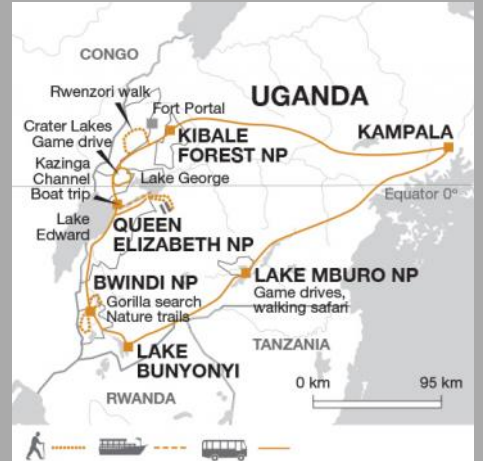 CONGO
Rwenzori walk
UGANDA
Fort Portal
Crater Lakes
Game drive
KIBALE
FOREST NP
KAMPALA
Kazinga
Channel
Boat trip
Lake George
Equator 0°
Lake
Edward
QUEEN
ELIZABETH NP
BWINDI NP
Gorilla search
Nature trails
LAKE MBURO NP
Game drives,
walking safari
LAKE
BUNYONYI
TANZANIA
RWANDA
0 km
95 km